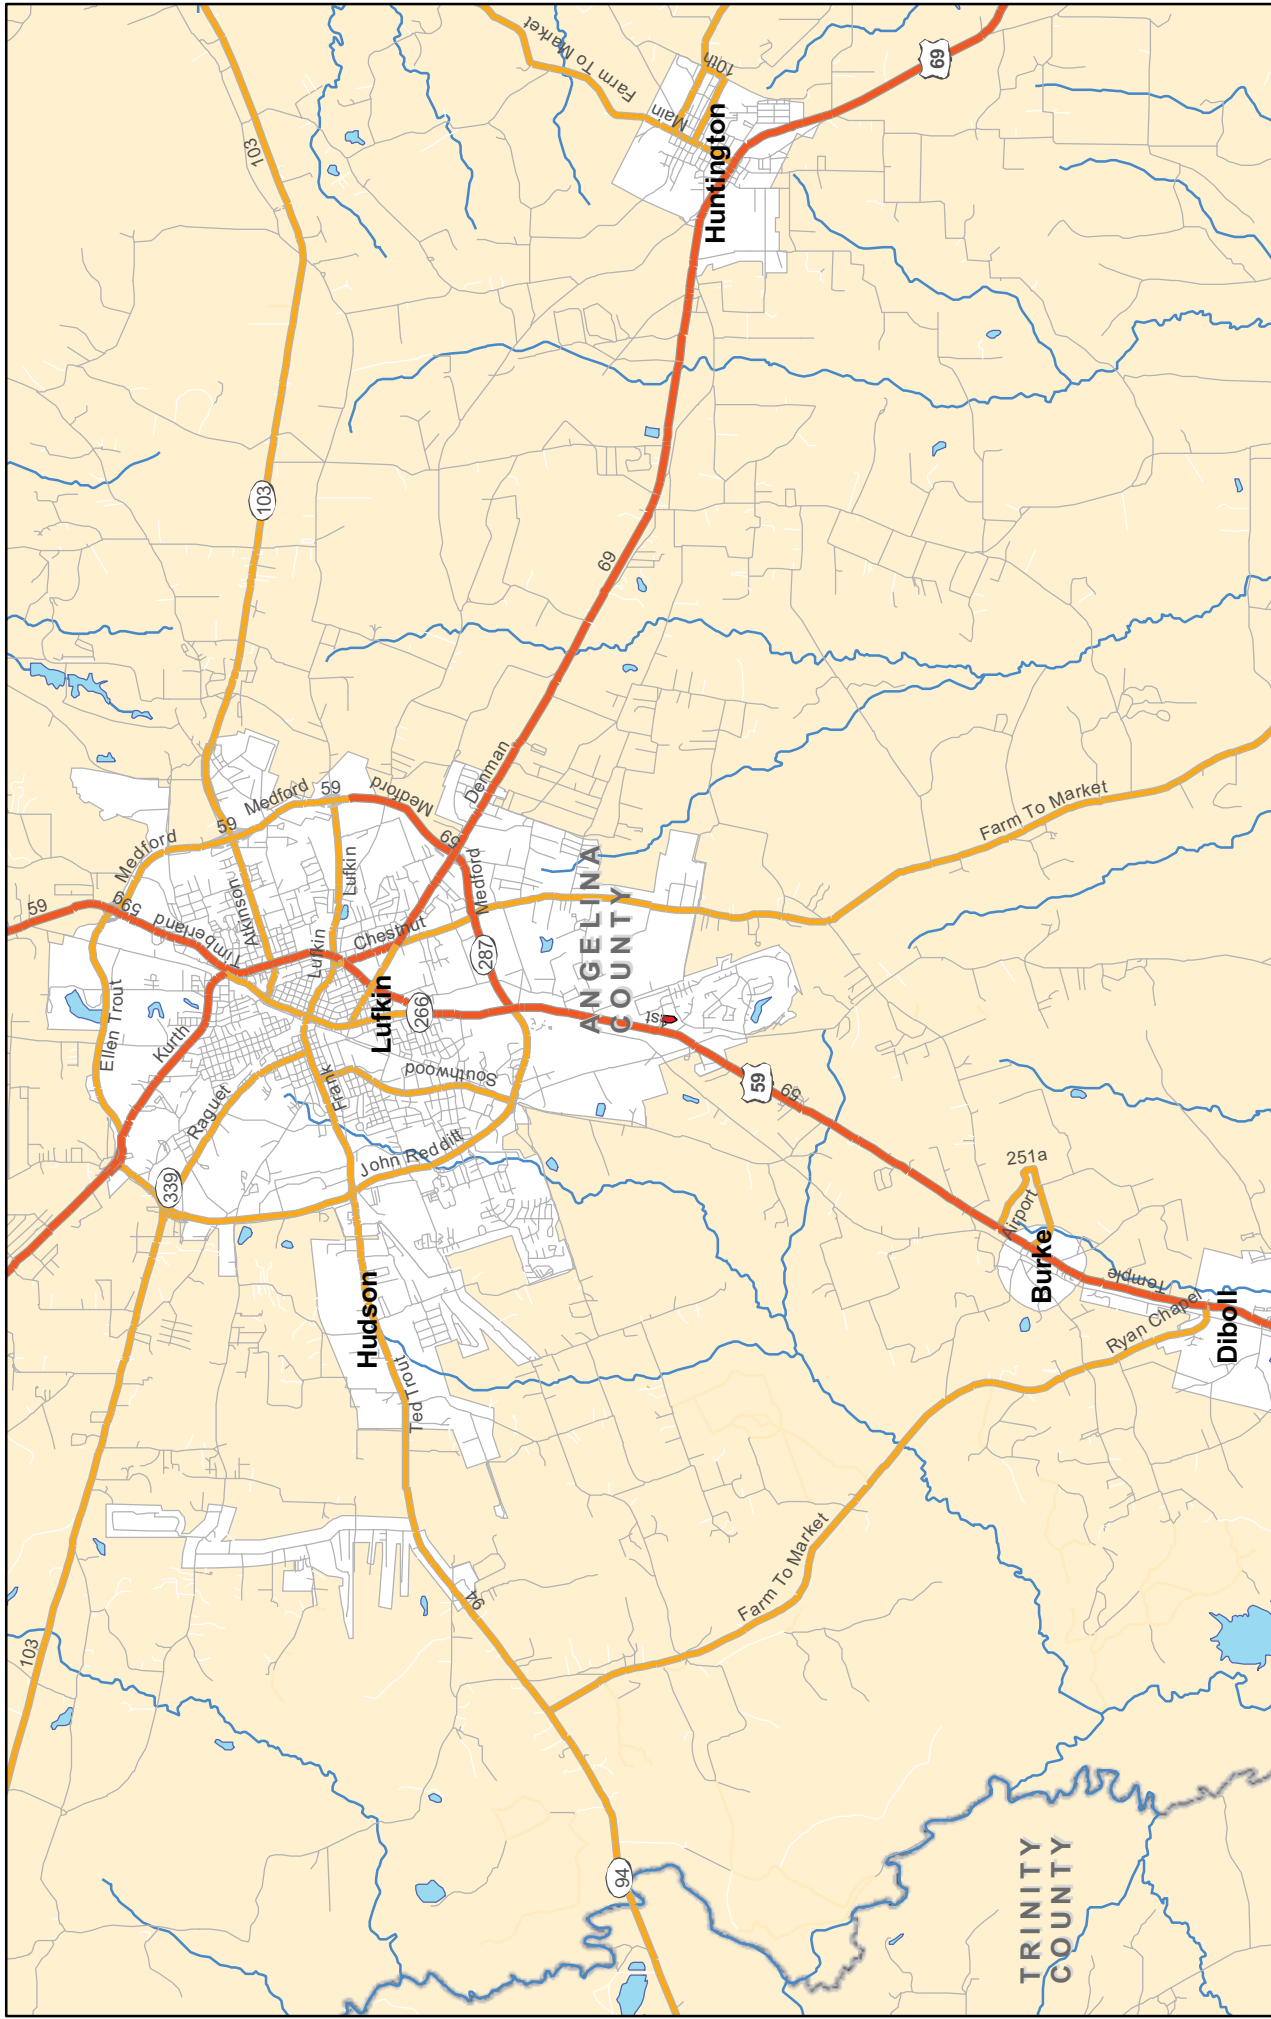 TRINITY
COUNTY
94
94
103
Farm To Market
Ted Trout
Hudson
Ryan Chapel
Diboll
Temple
Burke
Airport
251a
339
John Redditt
Raguet
Frank
Southwood
Kurth
Ellen Trout
59
59
1st
Lufkin
266
287
Lufkin
Lufkin
Chestnut
Timberland
Atkinson
59g
59
Medford
59
Medford
59
Medford
59
Medford
Denman
ANGELINA
COUNTY
Farm To Market
69
103
103
Huntington
Main
10th
Farm To Market
69